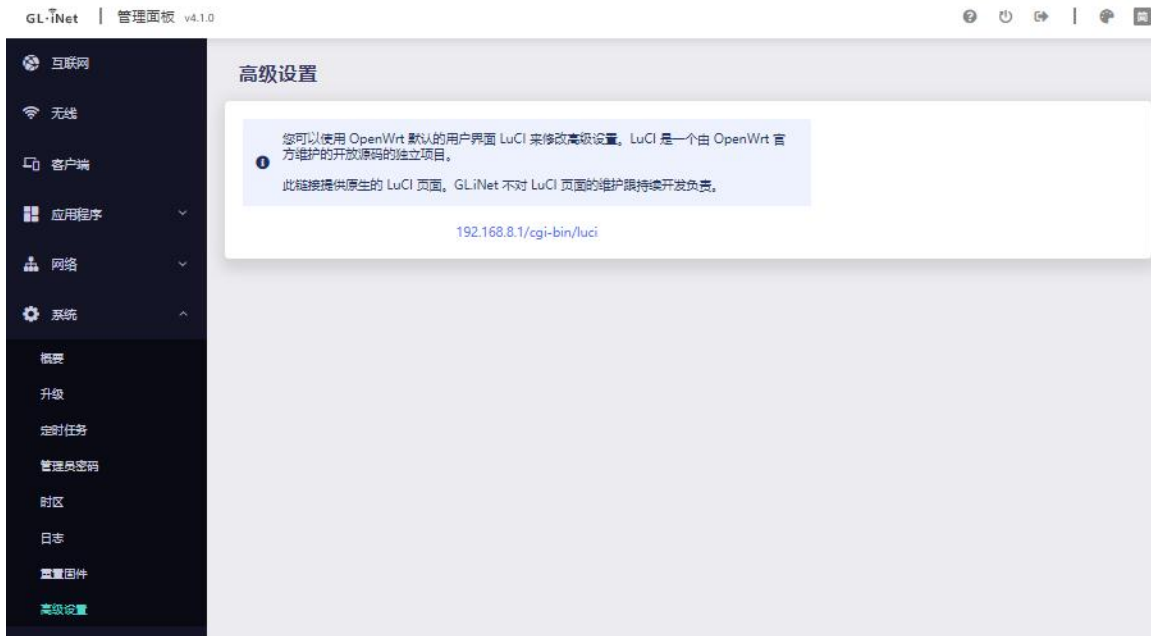 GL·iNet | 管理面板 v4.1.0
简
互联网
无线
客户端
应用程序
网络
系统
概要
升级
定时任务
管理员密码
时区
日志
重置固件
高级设置
高级设置
您可以使用 OpenWrt 默认的用户界面 LuCI 来修改高级设置。LuCI 是一个由 OpenWrt 官
方维护的开放源码的独立项目。
此链接提供原生的 LuCI 页面。GL.iNet 不对 LuCI 页面的维护跟持续开发负责。
192.168.8.1/cgi-bin/luci